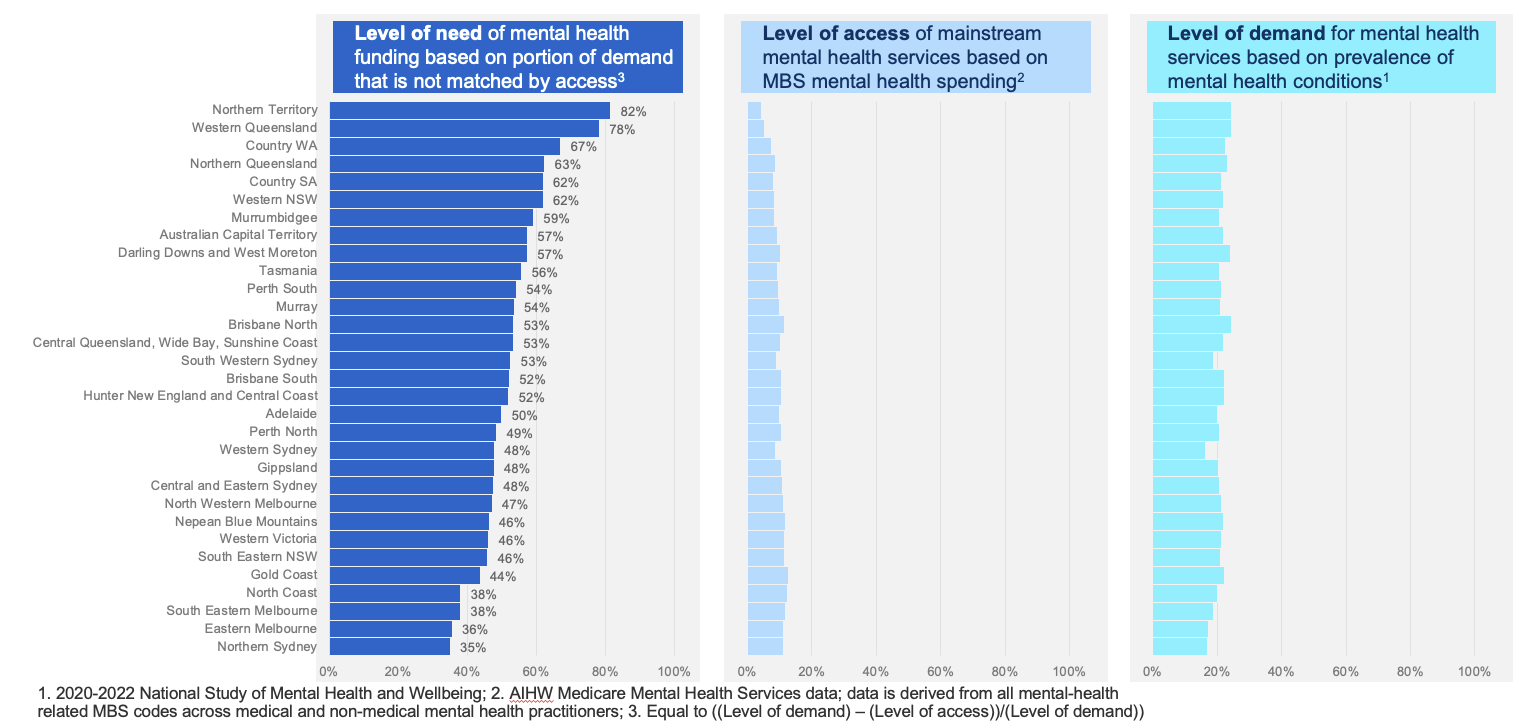 Level of need of mental health
funding based on portion of demand
that is not matched by access3
Level of access of mainstream
mental health services based on
MBS mental health spending2
Level of demand for mental health
services based on prevalence of
mental health conditions1
Northern Territory 82%
Western Queensland 78%
Country WA 67%
Northern Queensland 63%
Country SA 62%
Western NSW 62%
Murrumbidgee 59%
Australian Capital Territory 57%
Darling Downs and West Moreton 57%
Tasmania 56%
Perth South 54%
Murray 54%
Brisbane North 53%
Central Queensland, Wide Bay, Sunshine Coast 53%
South Western Sydney 53%
Brisbane South 52%
Hunter New England and Central Coast 52%
Adelaide 50%
Perth North 49%
Western Sydney 48%
Gippsland 48%
Central and Eastern Sydney 48%
North Western Melbourne 47%
Nepean Blue Mountains 46%
Western Victoria 46%
South Eastern NSW 46%
Gold Coast 44%
North Coast 38%
South Eastern Melbourne 38%
Eastern Melbourne 36%
Northern Sydney 35%
0% 20% 40% 60% 80% 100%
0% 20% 40% 60% 80% 100%
0% 20% 40% 60% 80% 100%
1. 2020-2022 National Study of Mental Health and Wellbeing; 2. AIHW Medicare Mental Health Services data; data is derived from all mental-health
related MBS codes across medical and non-medical mental health practitioners; 3. Equal to ((Level of demand) – (Level of access))/(Level of demand))